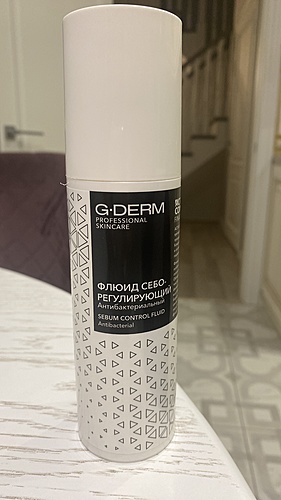 G·DERM
PROFESSIONAL
SKINCARE
ФЛЮИД СЕБО-
РЕГУЛИРУЮЩИЙ
Антибактериальный
SEBUM CONTROL FLUID
Antibacterial